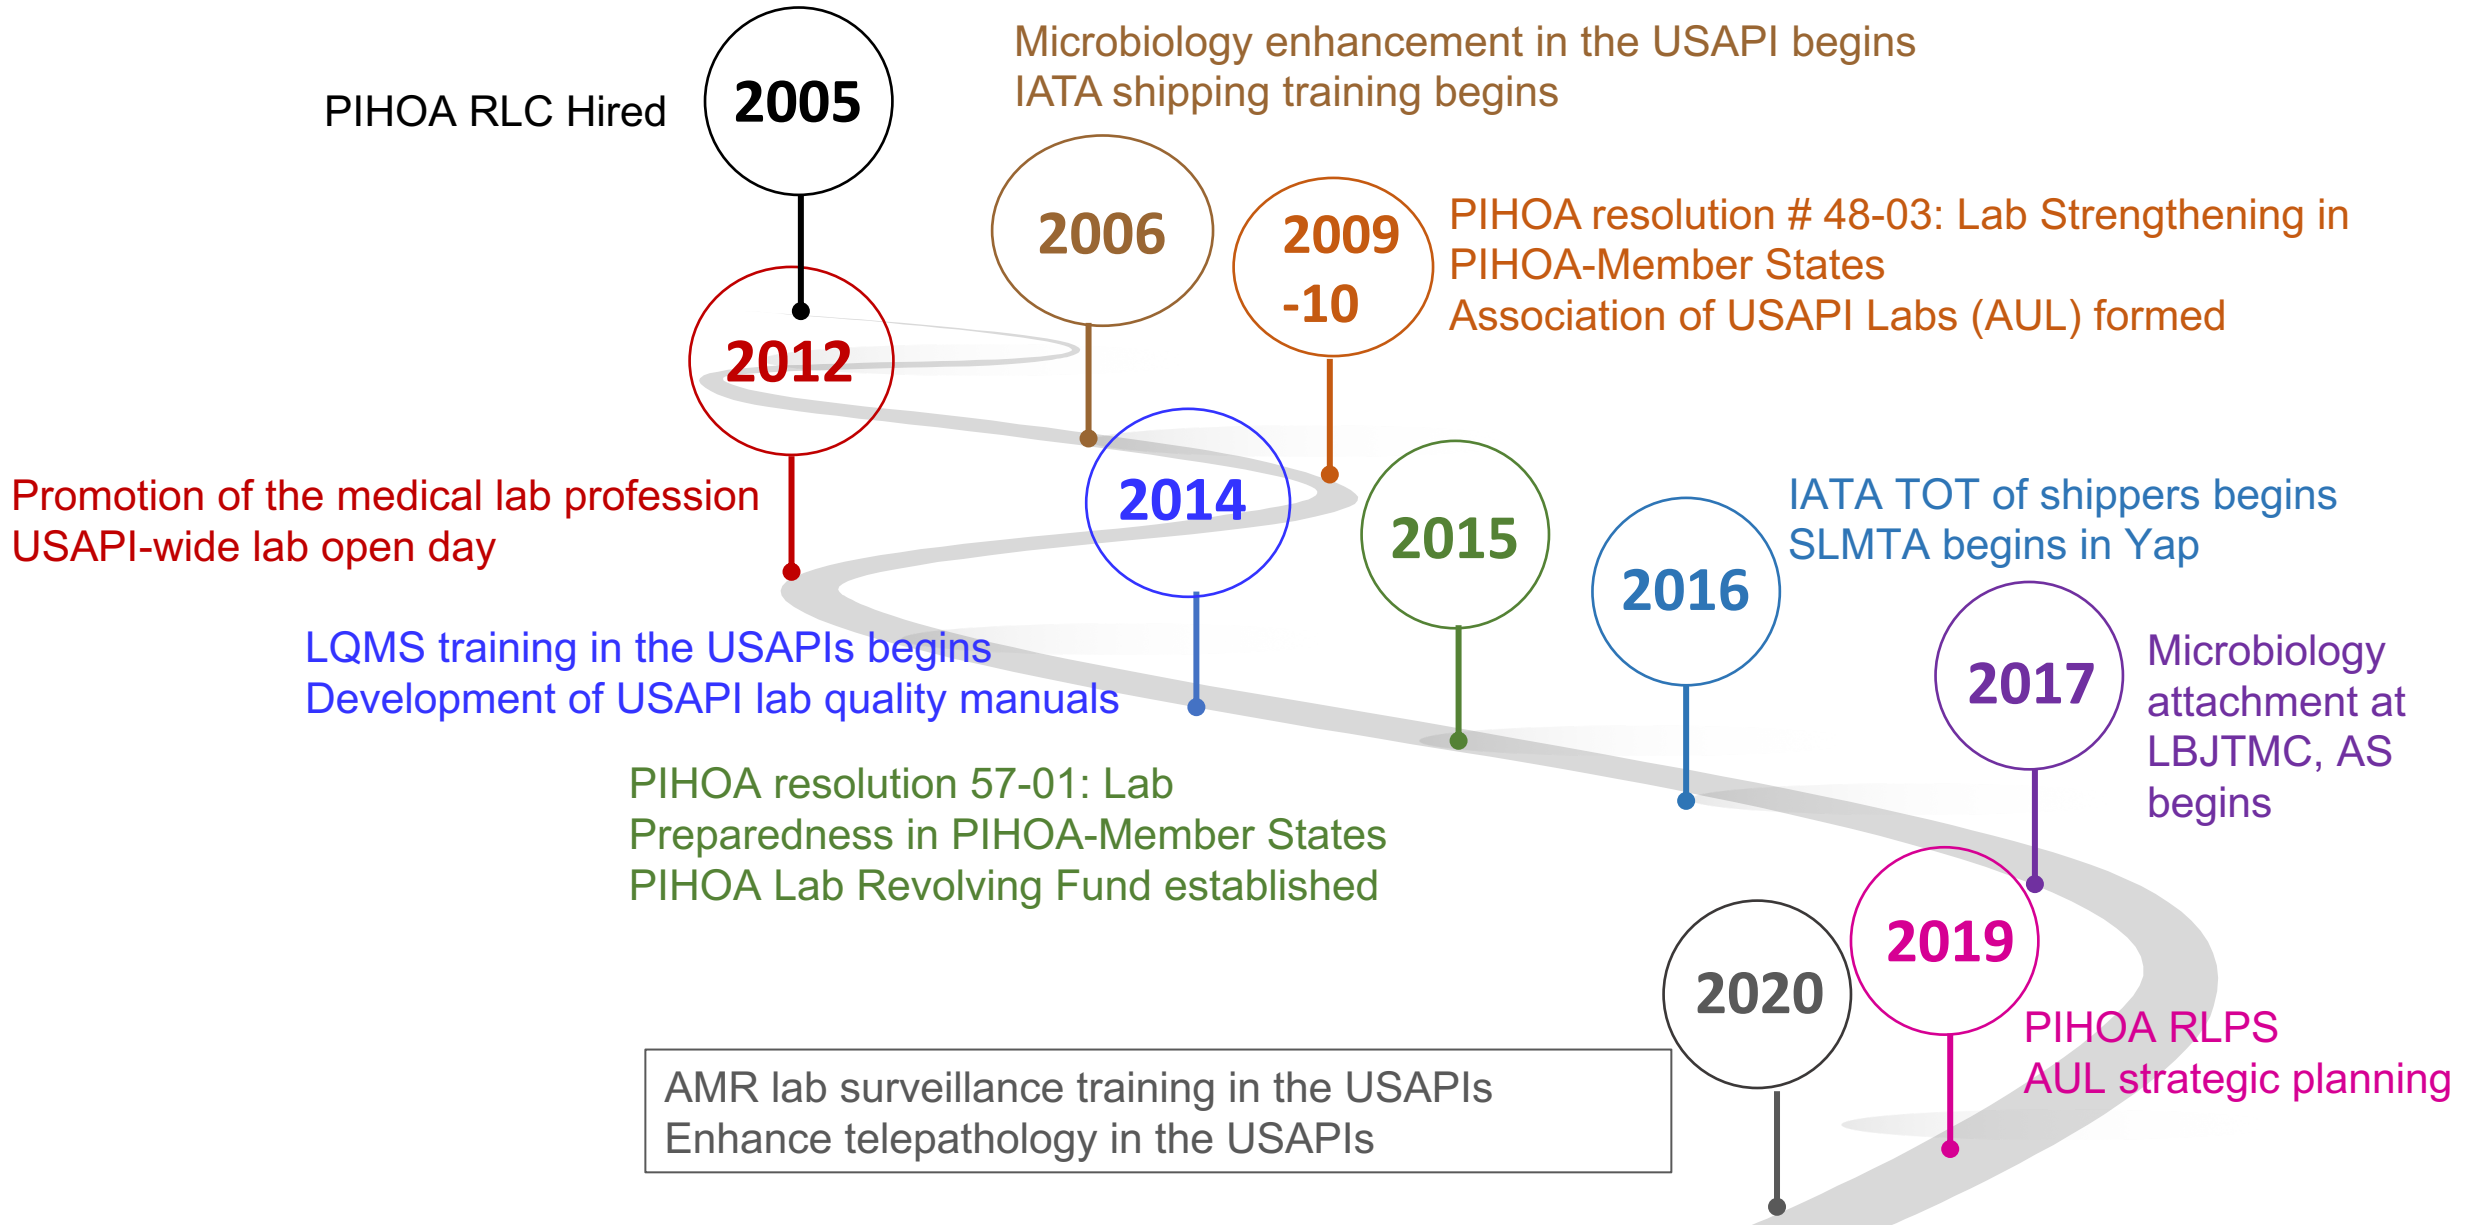 PIHOA RLC Hired
2005
Microbiology enhancement in the USAPI begins
IATA shipping training begins
2006
2009
-10
PIHOA resolution # 48-03: Lab Strengthening in
PIHOA-Member States
Association of USAPI Labs (AUL) formed
2012
Promotion of the medical lab profession
USAPI-wide lab open day
2014
LQMS training in the USAPIs begins
Development of USAPI lab quality manuals
2015
PIHOA resolution 57-01: Lab
Preparedness in PIHOA-Member States
PIHOA Lab Revolving Fund established
2016
IATA TOT of shippers begins
SLMTA begins in Yap
2017
Microbiology
attachment at
LBJTMC, AS
begins
2019
PIHOA RLPS
AUL strategic planning
2020
AMR lab surveillance training in the USAPIs
Enhance telepathology in the USAPIs